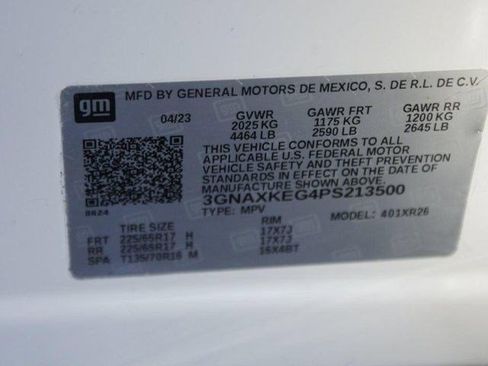 gm
MFD BY GENERAL MOTORS DE MEXICO, S. DE R.L. DE C.V.
04/23 GVWR GAWR FRT GAWR RR
2025 KG 1175 KG 1200 KG
4464 LB 2590 LB 2645 LB
THIS VEHICLE CONFORMS TO ALL
APPLICABLE U.S. FEDERAL MOTOR
VEHICLE SAFETY AND THEFT PREVENTION
STANDARDS IN EFFECT ON THE DATE OF
MANUFACTURE SHOWN ABOVE.
3GNAXKEG4PS213500
TYPE: MPV MODEL: 401XR26
8R24
TIRE SIZE RIM
FRT 225/65R17 H 17X7J
RR 225/65R17 H 17X7J
SPA T135/70R16 M 16X4BT